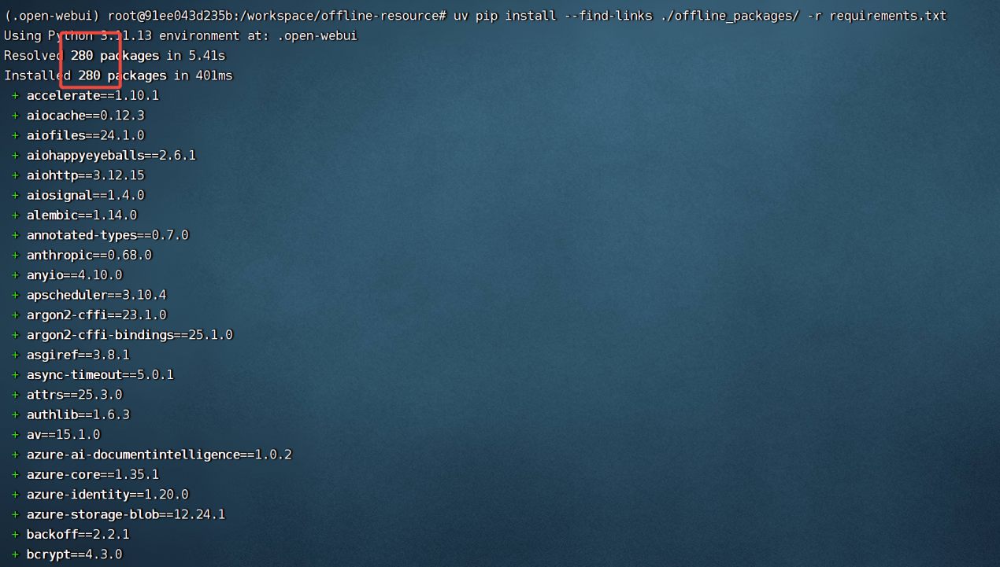 (.open-webui) root@91ee043d235b:/workspace/offline-resource# uv pip install --find-links ./offline_packages/ -r requirements.txt
Using Python 3.11.13 environment at: .open-webui
Resolved 280 packages in 5.41s
Installed 280 packages in 401ms
+ accelerate==1.10.1
+ aiocache==0.12.3
+ aiofiles==24.1.0
+ aiohappyeyeballs==2.6.1
+ aiohttp==3.12.15
+ aiosignal==1.4.0
+ alembic==1.14.0
+ annotated-types==0.7.0
+ anthropic==0.68.0
+ anyio==4.10.0
+ apscheduler==3.10.4
+ argon2-cffi==23.1.0
+ argon2-cffi-bindings==25.1.0
+ asgiref==3.8.1
+ async-timeout==5.0.1
+ attrs==25.3.0
+ authlib==1.6.3
+ av==15.1.0
+ azure-ai-documentintelligence==1.0.2
+ azure-core==1.35.1
+ azure-identity==1.20.0
+ azure-storage-blob==12.24.1
+ backoff==2.2.1
+ bcrypt==4.3.0